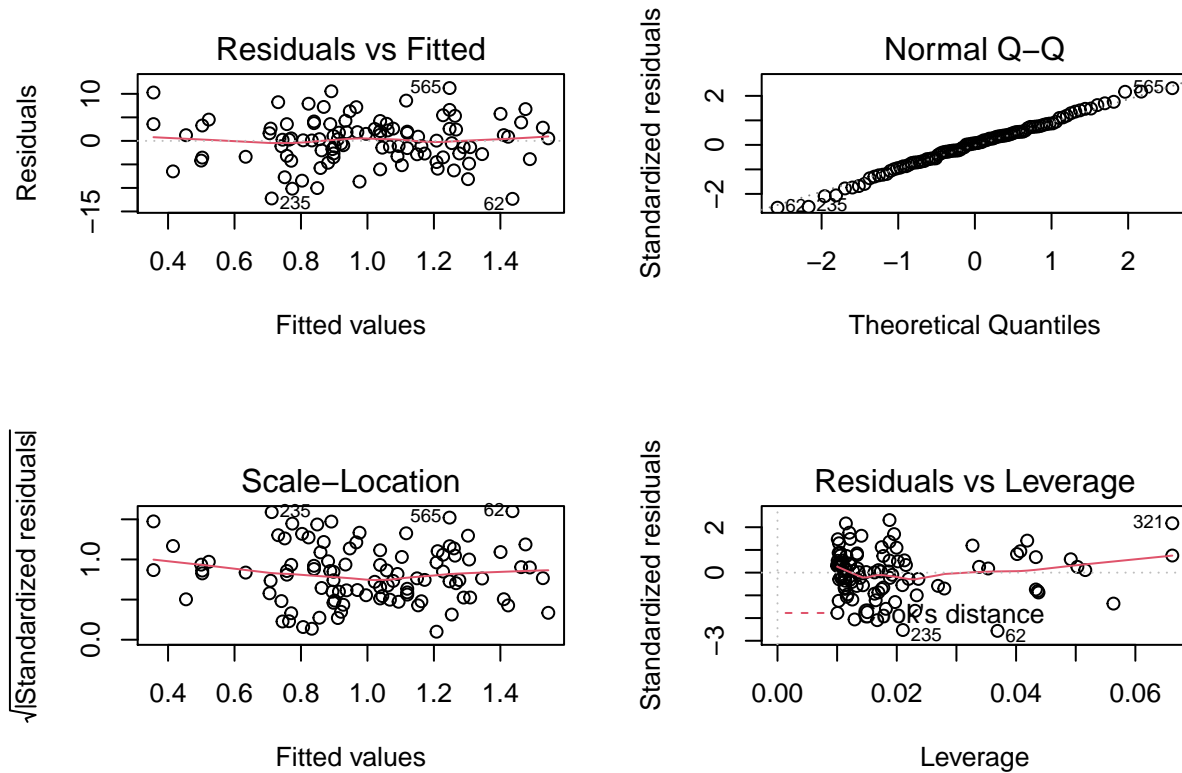 Residuals vs Fitted
Residuals
10
0
−15
565
235
62
0.4 0.6 0.8 1.0 1.2 1.4
Fitted values
Normal Q−Q
Standardized residuals
2
0
−2
565
62
235
−2 −1 0 1 2
Theoretical Quantiles
Scale−Location
√|Standardized residuals|
1.0
0.0
235
565
62
0.4 0.6 0.8 1.0 1.2 1.4
Fitted values
Residuals vs Leverage
Standardized residuals
2
0
−3
321
ok's distance
235
62
0.00 0.02 0.04 0.06
Leverage